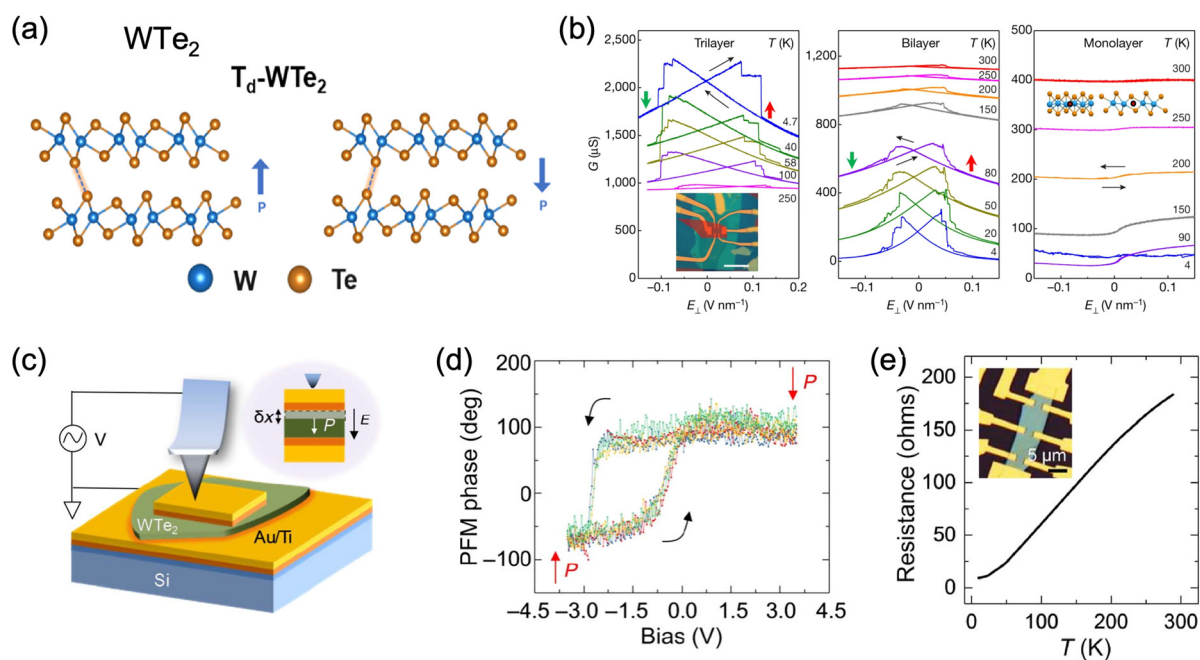 (a)
WTe2
Td-WTe2
P
P
W
Te
(b)
Trilayer
T (K)
Bilayer
T (K)
Monolayer
T (K)
2,500
2,000
1,500
1,000
500
0
G (μS)
4.7
40
58
100
250
−0.1
0
0.1
0.2
E⊥ (V nm−1)
1,200
800
400
0
300
250
200
150
80
50
20
4
−0.1
0
0.1
E⊥ (V nm−1)
500
400
300
200
100
50
0
300
250
200
150
90
4
−0.1
0
0.1
E⊥ (V nm−1)
(c)
V
δx
P
E
WTe2
Au/Ti
Si
(d)
PFM phase (deg)
200
100
0
−100
P
P
−4.5
−3.0
−1.5
0.0
1.5
3.0
4.5
Bias (V)
(e)
Resistance (ohms)
200
150
100
50
0
5 μm
0
100
200
300
T (K)